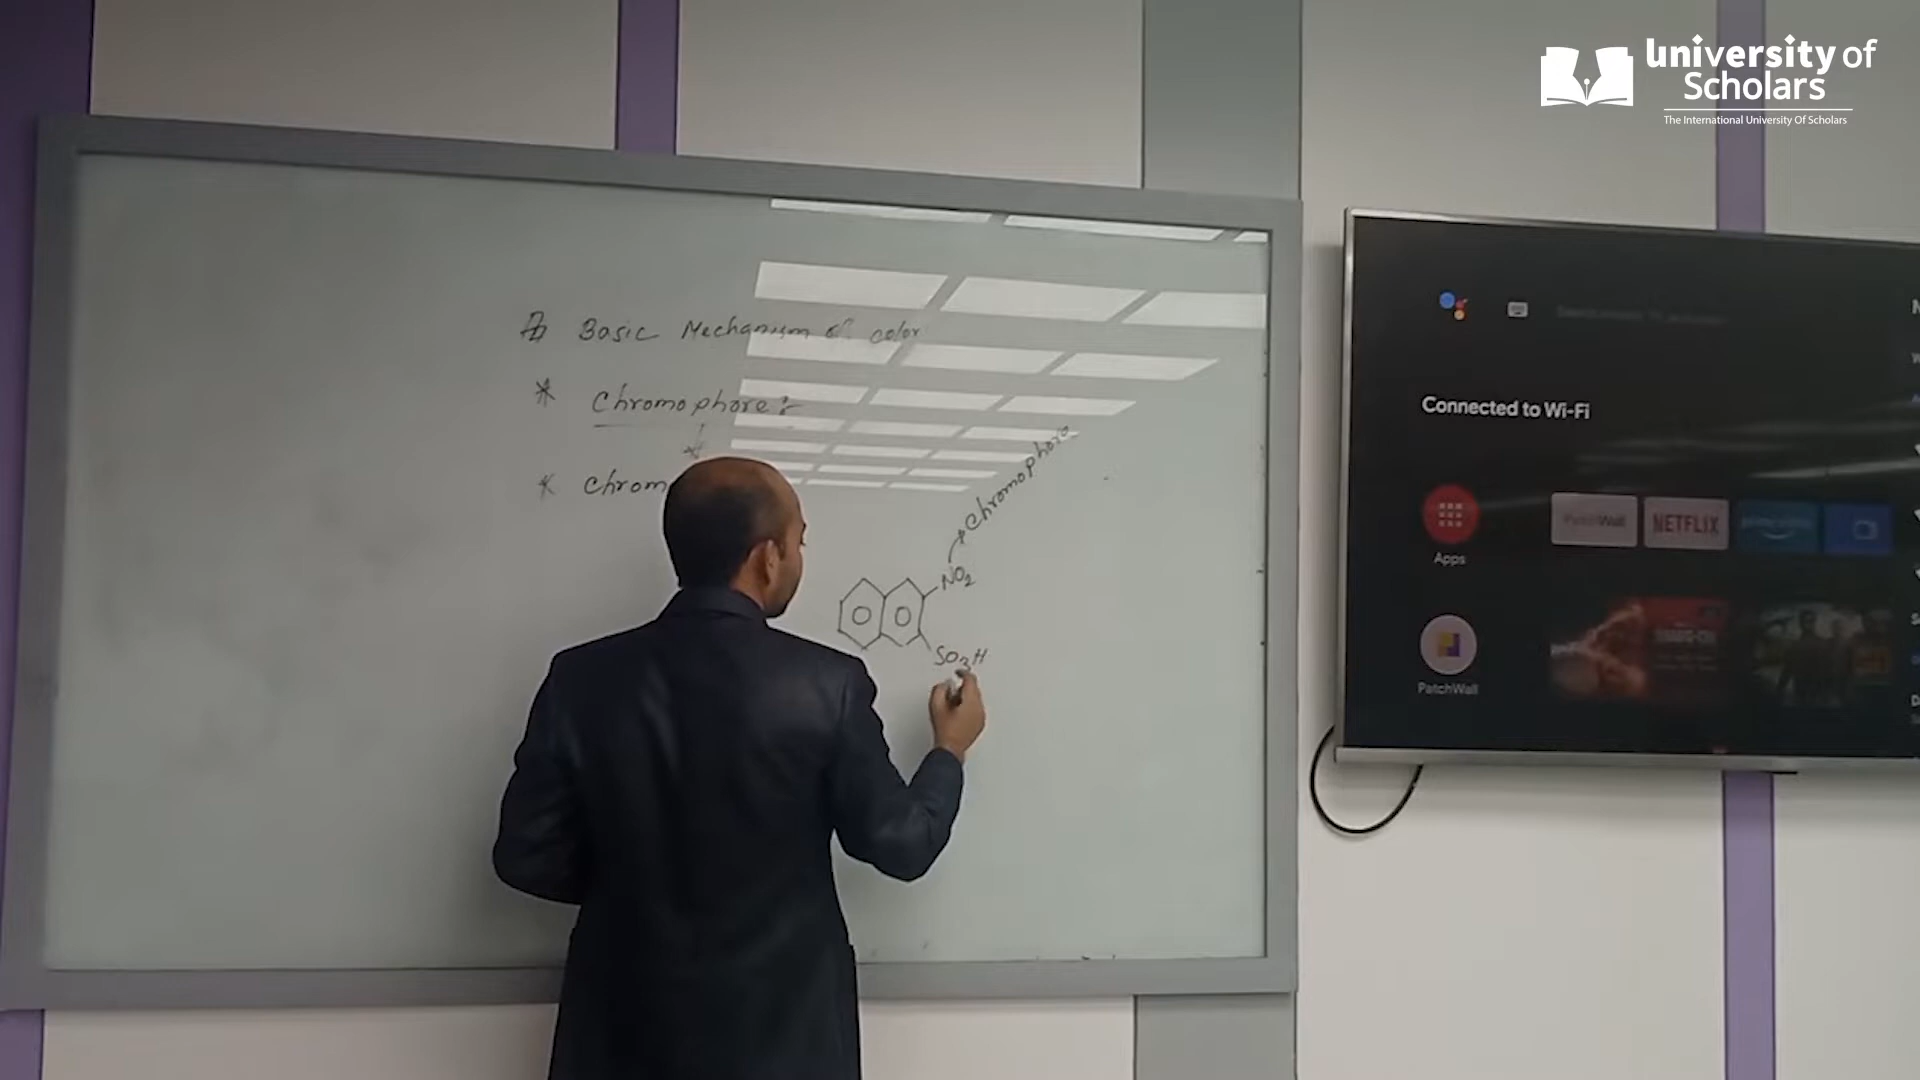 University of
Scholars
The International University Of Scholars
Basic Mechanism of color
* Chromophore:-
* Chrom
Chromophore
NO2
SO3H
Connected to Wi-Fi
Apps
PatchWall
NETFLIX
PatchWall